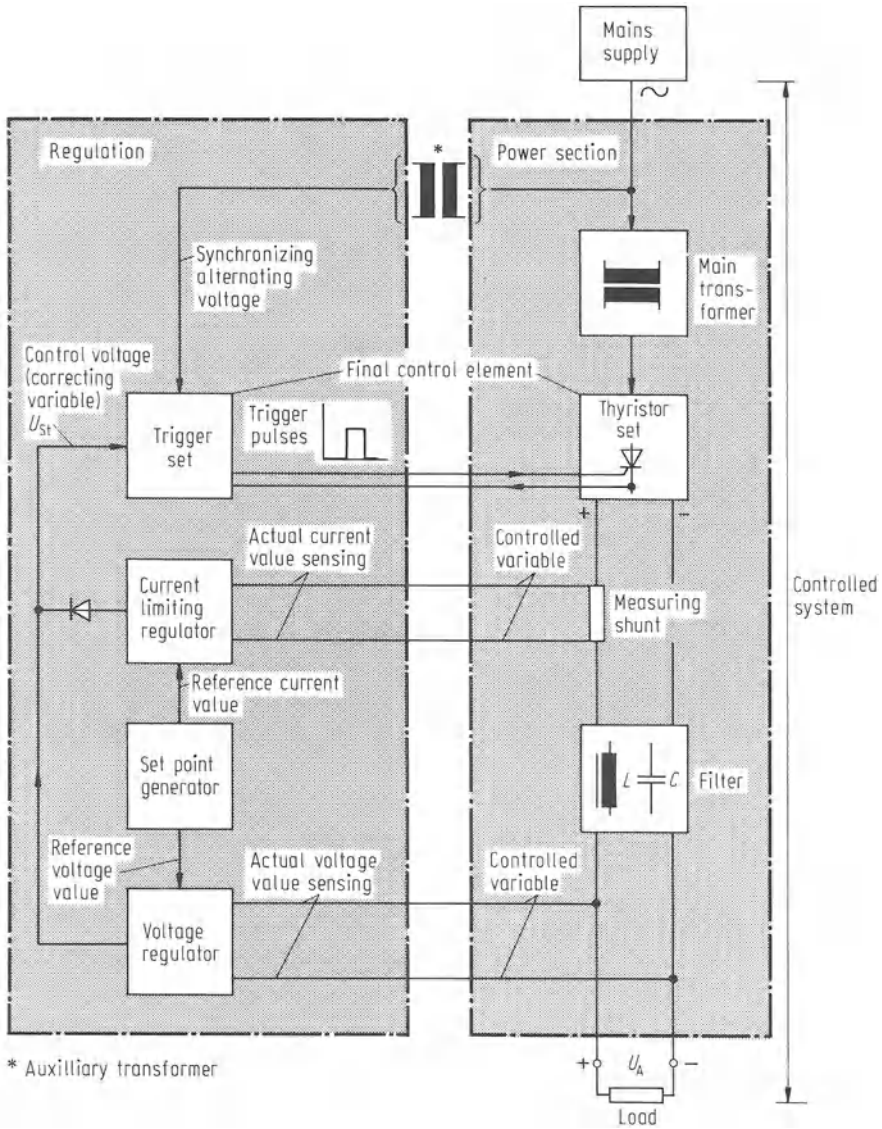 Mains
supply
~
Regulation
*
Power section
Synchronizing
alternating
voltage
Main
trans-
former
Control voltage
(correcting
variable)
USt
Final control element
Trigger
set
Trigger
pulses
Thyristor
set
+
-
Actual current
value sensing
Controlled
variable
Current
limiting
regulator
Measuring
shunt
Controlled
system
Reference current
value
Set point
generator
L
C
Filter
Reference
voltage
value
Actual voltage
value sensing
Controlled
variable
Voltage
regulator
* Auxilliary transformer
+
UA
-
Load